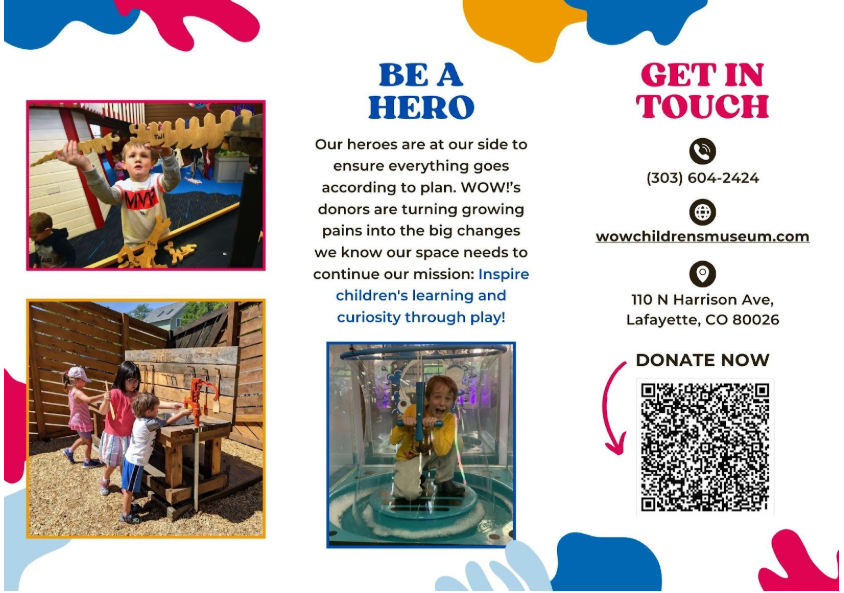 MVP
BE A
HERO
Our heroes are at our side to
ensure everything goes
according to plan. WOW!'s
donors are turning growing
pains into the big changes
we know our space needs to
continue our mission: Inspire
children's learning and
curiosity through play!
GET IN
TOUCH
(303) 604-2424
wowchildrensmuseum.com
110 N Harrison Ave,
Lafayette, CO 80026
DONATE NOW